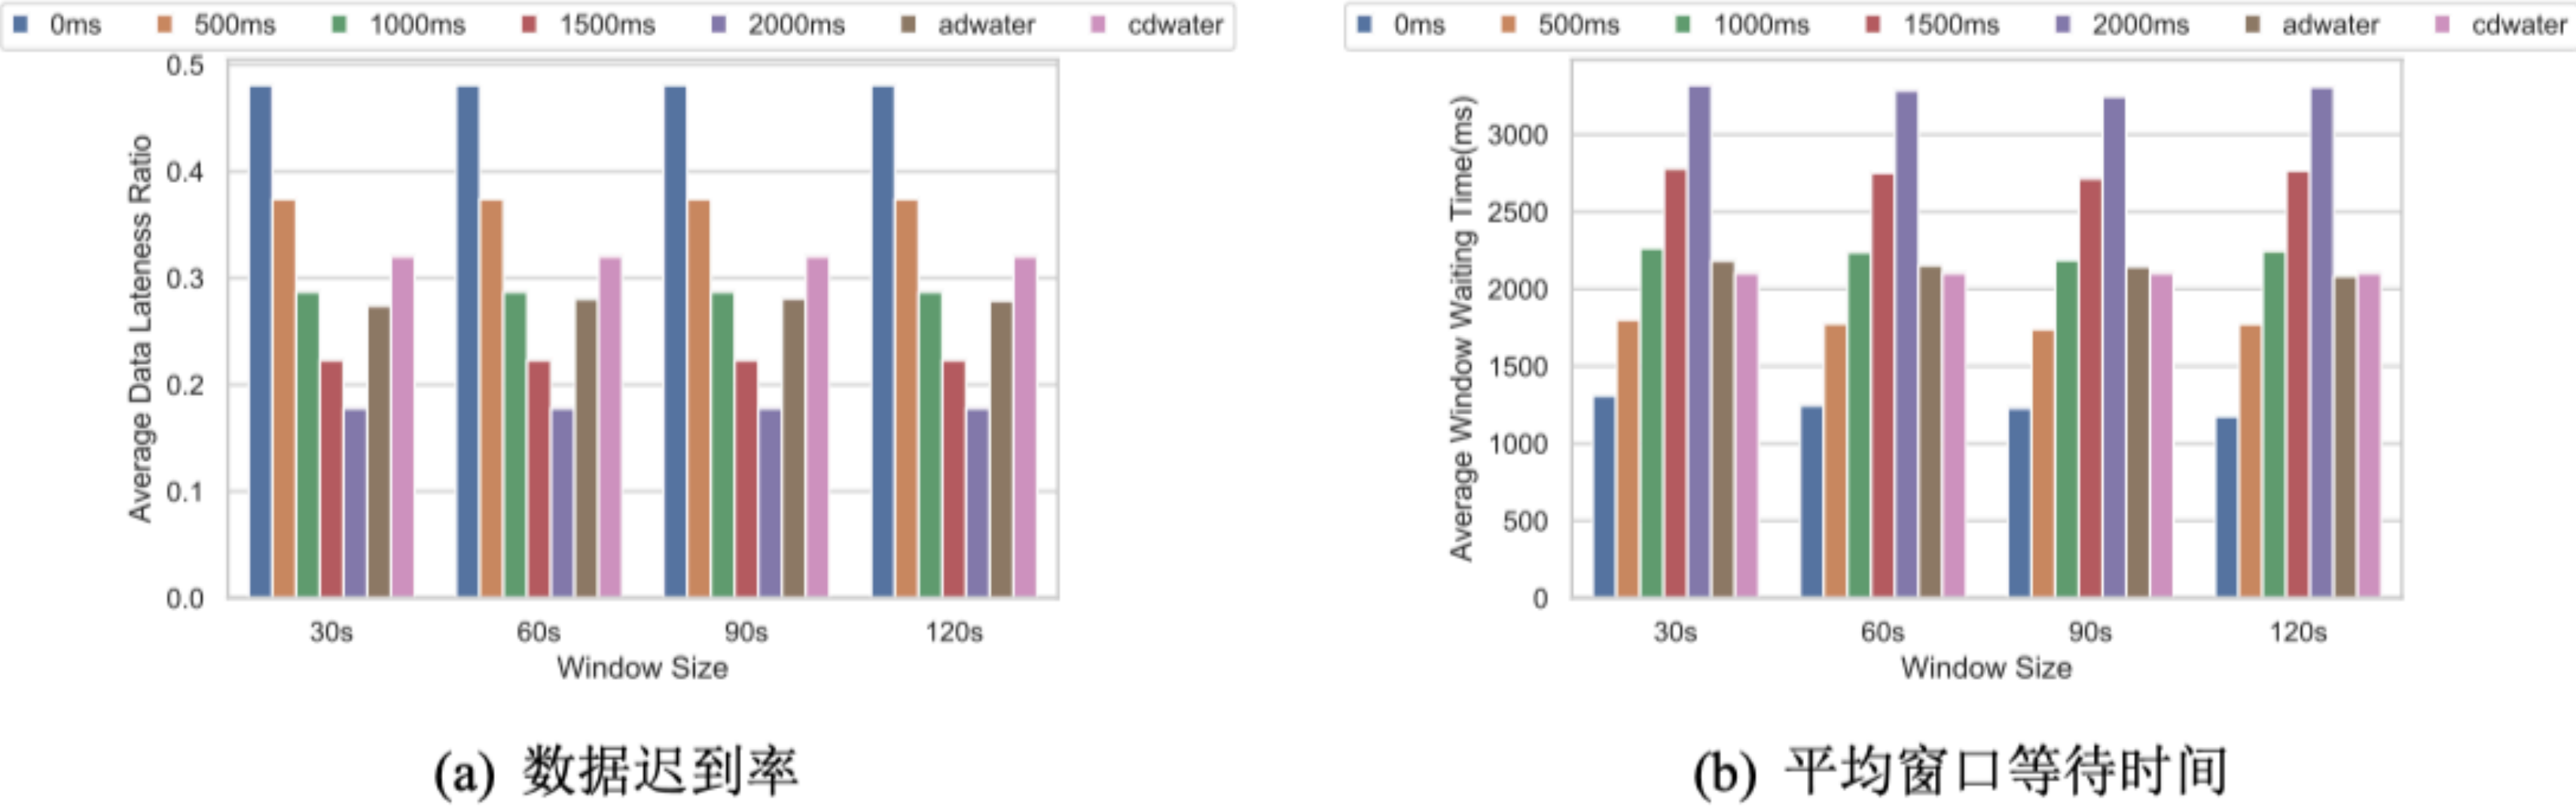 0ms 500ms 1000ms 1500ms 2000ms adwater cdwater
0.5
0.4
0.3
0.2
0.1
0.0
Average Data Lateness Ratio
30s 60s 90s 120s
Window Size
(a) 数据迟到率
0ms 500ms 1000ms 1500ms 2000ms adwater cdwater
3000
2500
2000
1500
1000
500
0
Average Window Waiting Time(ms)
30s 60s 90s 120s
Window Size
(b) 平均窗口等待时间